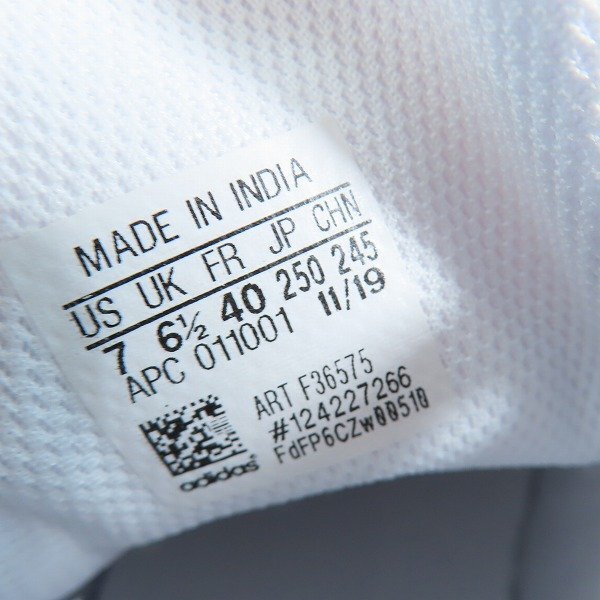 MADE IN INDIA
US UK FR JP CHN
7 6½ 40 250 245
APC 011001 11/19
ART F36575
#124227266
FdFP6CZw00510
adidas